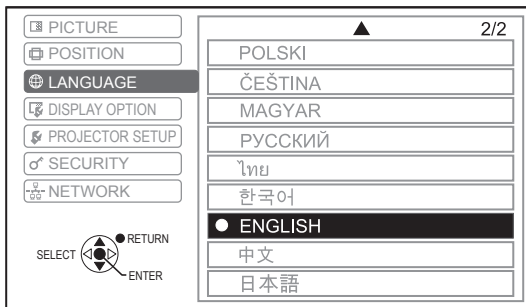 PICTURE
POSITION
LANGUAGE
DISPLAY OPTION
PROJECTOR SETUP
SECURITY
NETWORK
RETURN
SELECT
ENTER
2/2
POLSKI
ČEŠTINA
MAGYAR
РУССКИЙ
ไทย
한국어
ENGLISH
中文
日本語